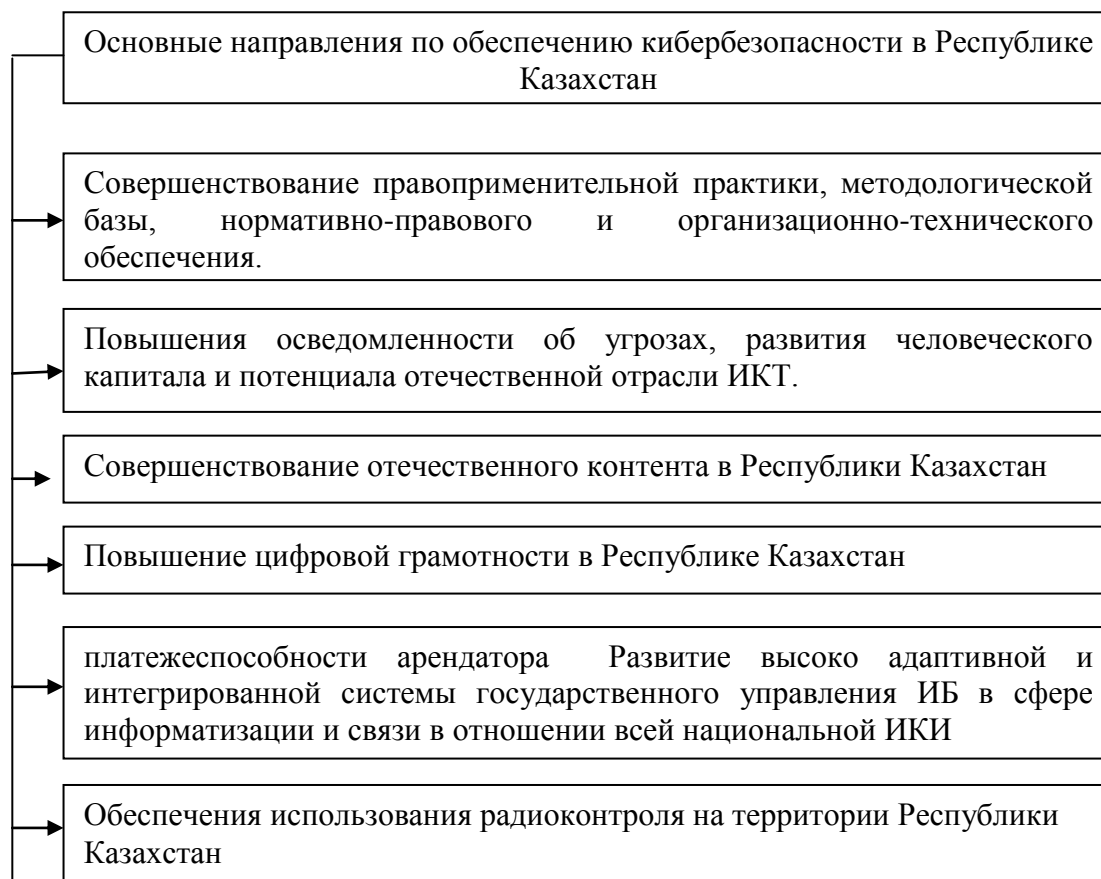 Основные направления по обеспечению кибербезопасности в Республике
Казахстан
Совершенствование правоприменительной практики, методологической
базы, нормативно-правового и организационно-технического
обеспечения.
Повышения осведомленности об угрозах, развития человеческого
капитала и потенциала отечественной отрасли ИКТ.
Совершенствование отечественного контента в Республики Казахстан
Повышение цифровой грамотности в Республике Казахстан
платежеспособности арендатора Развитие высоко адаптивной и
интегрированной системы государственного управления ИБ в сфере
информатизации и связи в отношении всей национальной ИКИ
Обеспечения использования радиоконтроля на территории Республики
Казахстан